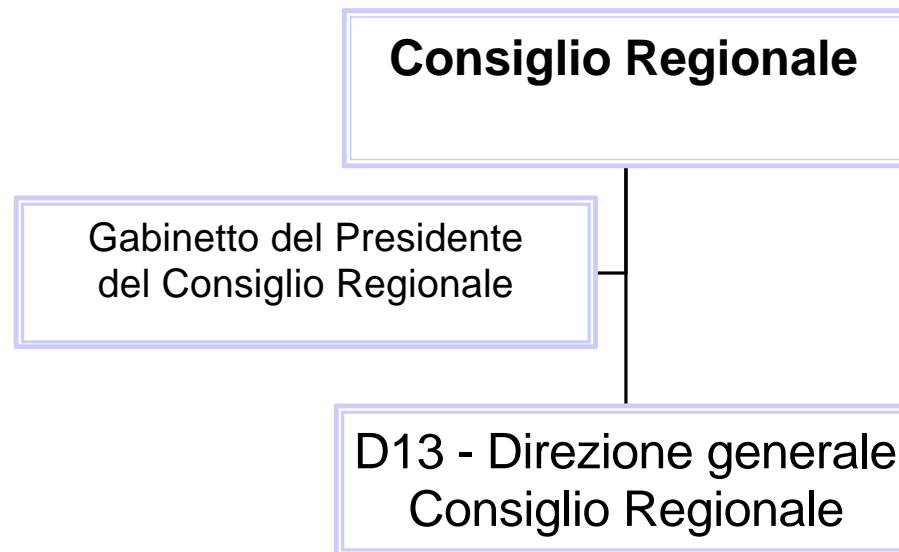 Consiglio Regionale
Gabinetto del Presidente
del Consiglio Regionale
D13 - Direzione generale
Consiglio Regionale